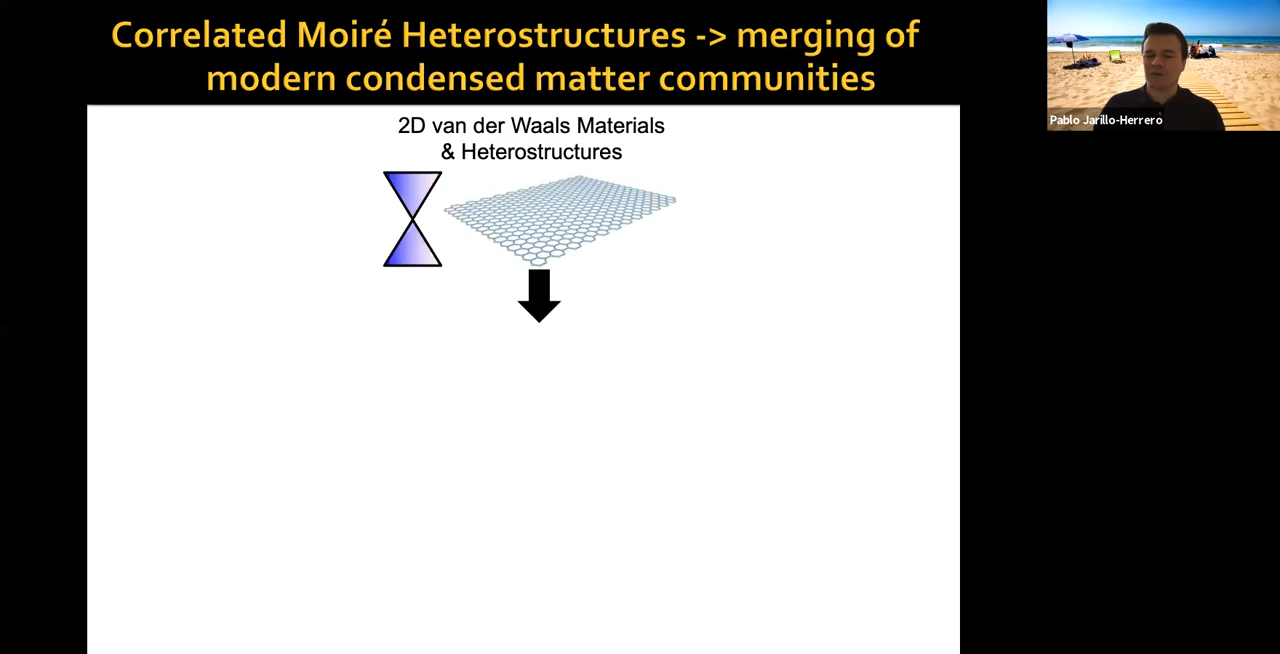 Correlated Moiré Heterostructures -> merging of
modern condensed matter communities
2D van der Waals Materials
& Heterostructures
Pablo Jarillo-Herrero